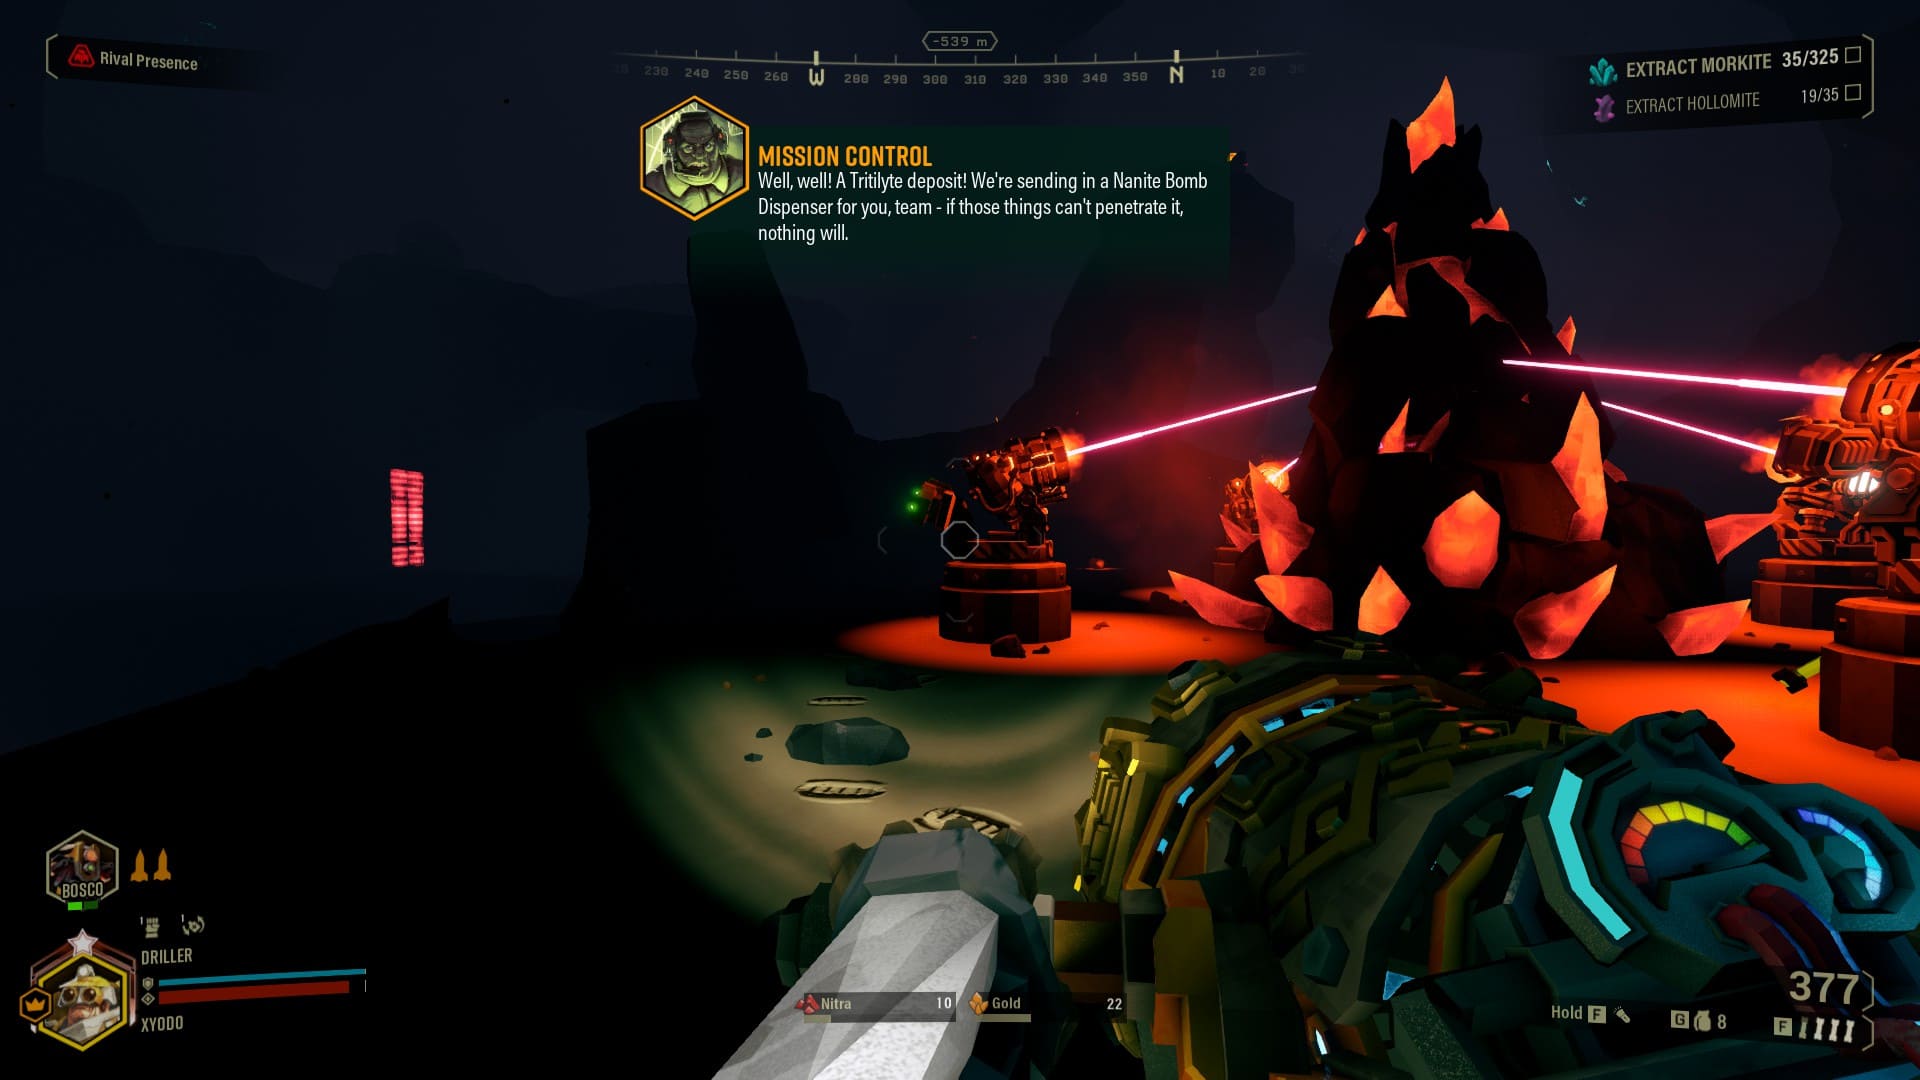 Rival Presence
-539 m
230 240 250 260 W 280 290 300 310 320 330 340 350 N 10 20
EXTRACT MORKITE 35/325
EXTRACT HOLLOMITE 19/35
MISSION CONTROL
Well, well! A Tritilyte deposit! We're sending in a Nanite Bomb
Dispenser for you, team - if those things can't penetrate it,
nothing will.
BOSCO
1 1
DRILLER
XYODO
Nitra 10 Gold 22
377
Hold F G 8 F